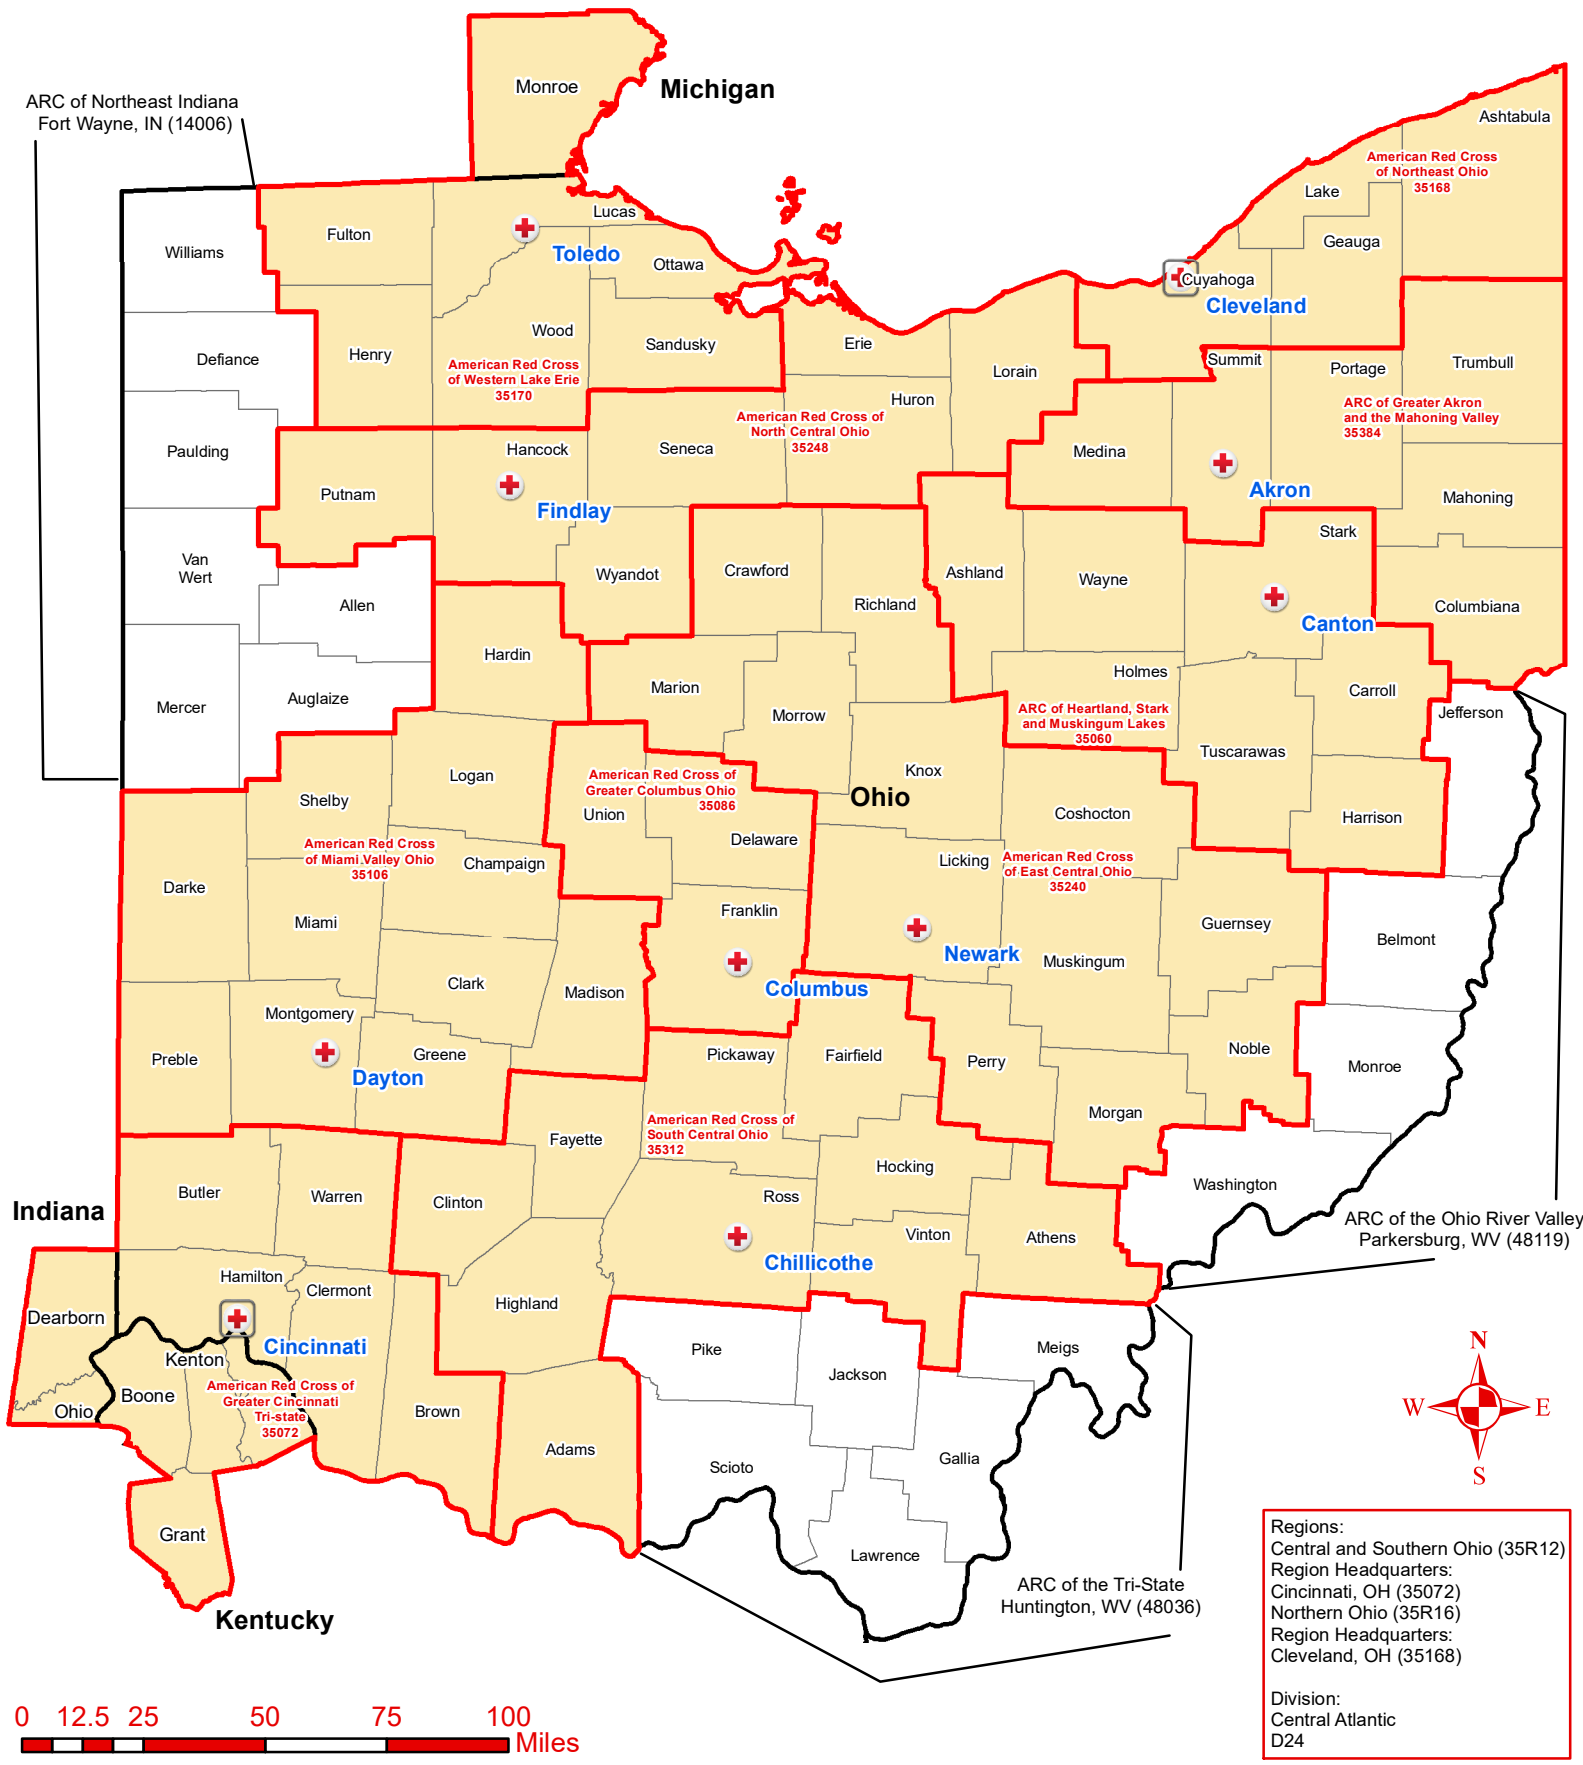 Monroe
Michigan
ARC of Northeast Indiana
Fort Wayne, IN (14006)
Ashtabula
American Red Cross
of Northeast Ohio
35168
Lake
Geauga
Lucas
Fulton
Williams
Toledo
Ottawa
Cuyahoga
Cleveland
Wood
Sandusky
Erie
Henry
Defiance
American Red Cross
of Western Lake Erie
35170
Lorain
Summit
Portage
Trumbull
Huron
ARC of Greater Akron
and the Mahoning Valley
35384
American Red Cross of
North Central Ohio
35248
Paulding
Hancock
Seneca
Medina
Putnam
Findlay
Akron
Mahoning
Stark
Van
Wert
Wyandot
Crawford
Ashland
Wayne
Allen
Richland
Columbiana
Canton
Hardin
Holmes
Marion
Carroll
Mercer
Auglaize
Morrow
ARC of Heartland, Stark
and Muskingum Lakes
35060
Jefferson
Tuscarawas
Logan
American Red Cross of
Greater Columbus Ohio
35086
Knox
Ohio
Shelby
Union
Coshocton
Harrison
Delaware
American Red Cross
of Miami Valley Ohio
35106
Champaign
Licking
American Red Cross
of East Central Ohio
35240
Darke
Miami
Franklin
Guernsey
Belmont
Newark
Muskingum
Clark
Madison
Columbus
Montgomery
Greene
Pickaway
Fairfield
Perry
Noble
Preble
Monroe
Dayton
Morgan
American Red Cross of
South Central Ohio
35312
Fayette
Hocking
Butler
Warren
Clinton
Ross
Washington
Indiana
Vinton
Athens
ARC of the Ohio River Valley
Parkersburg, WV (48119)
Chillicothe
Hamilton
Clermont
Highland
Dearborn
Cincinnati
Kenton
Pike
Meigs
Jackson
Boone
American Red Cross of
Greater Cincinnati
Tri-state
35072
Ohio
Brown
Adams
N
W
E
S
Scioto
Gallia
Grant
Lawrence
Kentucky
ARC of the Tri-State
Huntington, WV (48036)
Regions:
Central and Southern Ohio (35R12)
Region Headquarters:
Cincinnati, OH (35072)
Northern Ohio (35R16)
Region Headquarters:
Cleveland, OH (35168)
Division:
Central Atlantic
D24
0 12.5 25 50 75 100
Miles